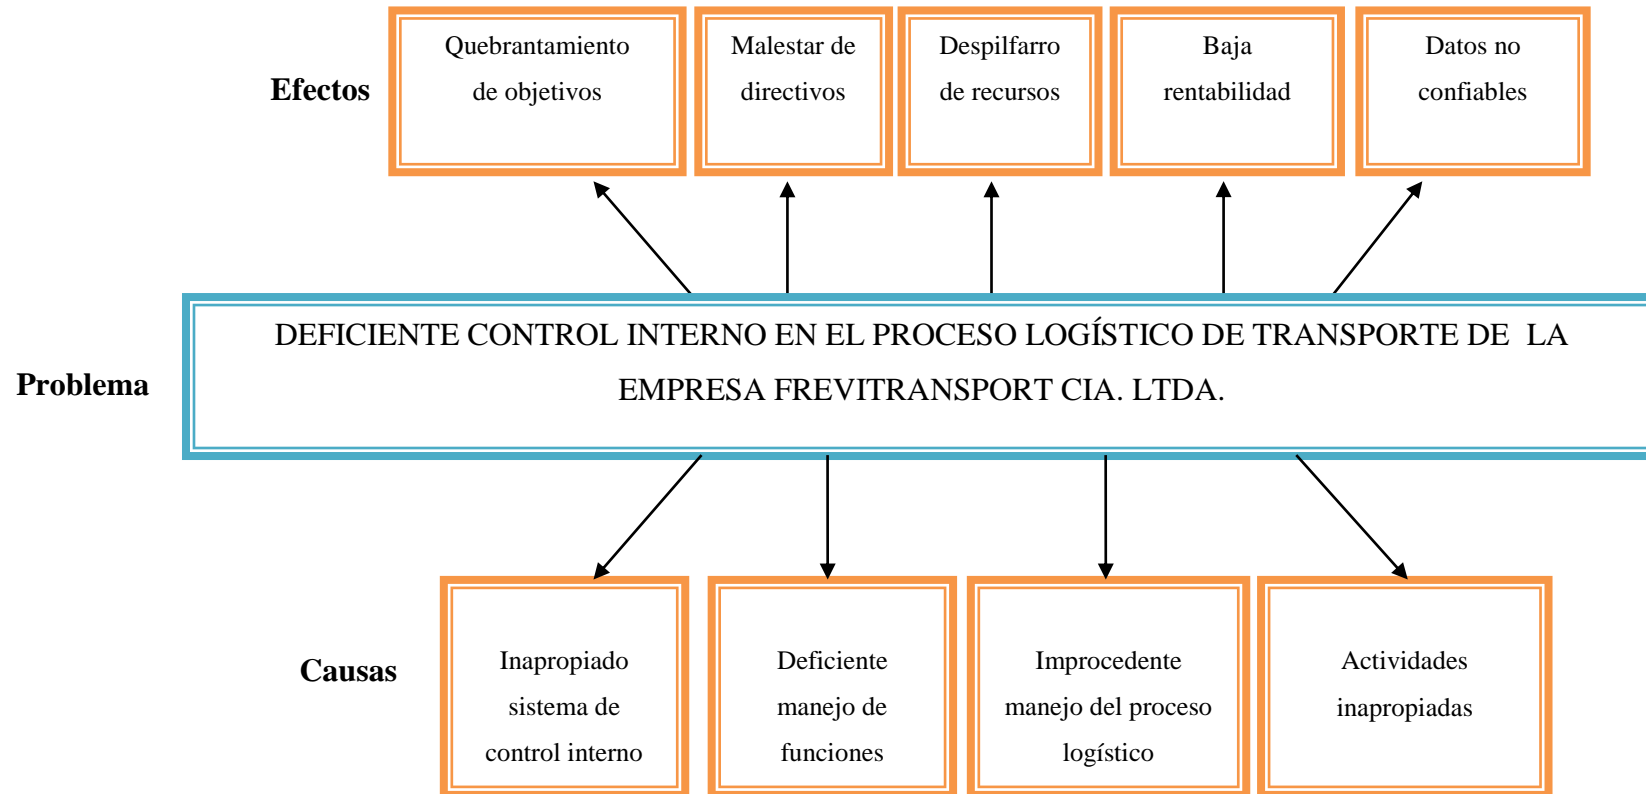 Efectos
Quebrantamiento
de objetivos
Malestar de
directivos
Despilfarro
de recursos
Baja
rentabilidad
Datos no
confiables
Problema
DEFICIENTE CONTROL INTERNO EN EL PROCESO LOGÍSTICO DE TRANSPORTE DE  LA
EMPRESA FREVITRANSPORT CIA. LTDA.
Causas
Inapropiado
sistema de
control interno
Deficiente
manejo de
funciones
Improcedente
manejo del proceso
logístico
Actividades
inapropiadas